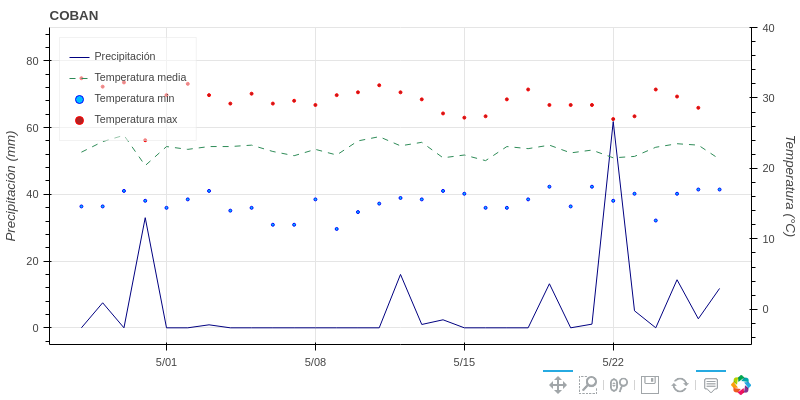 COBAN
Precipitación
Temperatura media
Temperatura min
Temperatura max
Precipitación (mm)
80
60
40
20
0
Temperatura (°C)
40
30
20
10
0
5/01
5/08
5/15
5/22